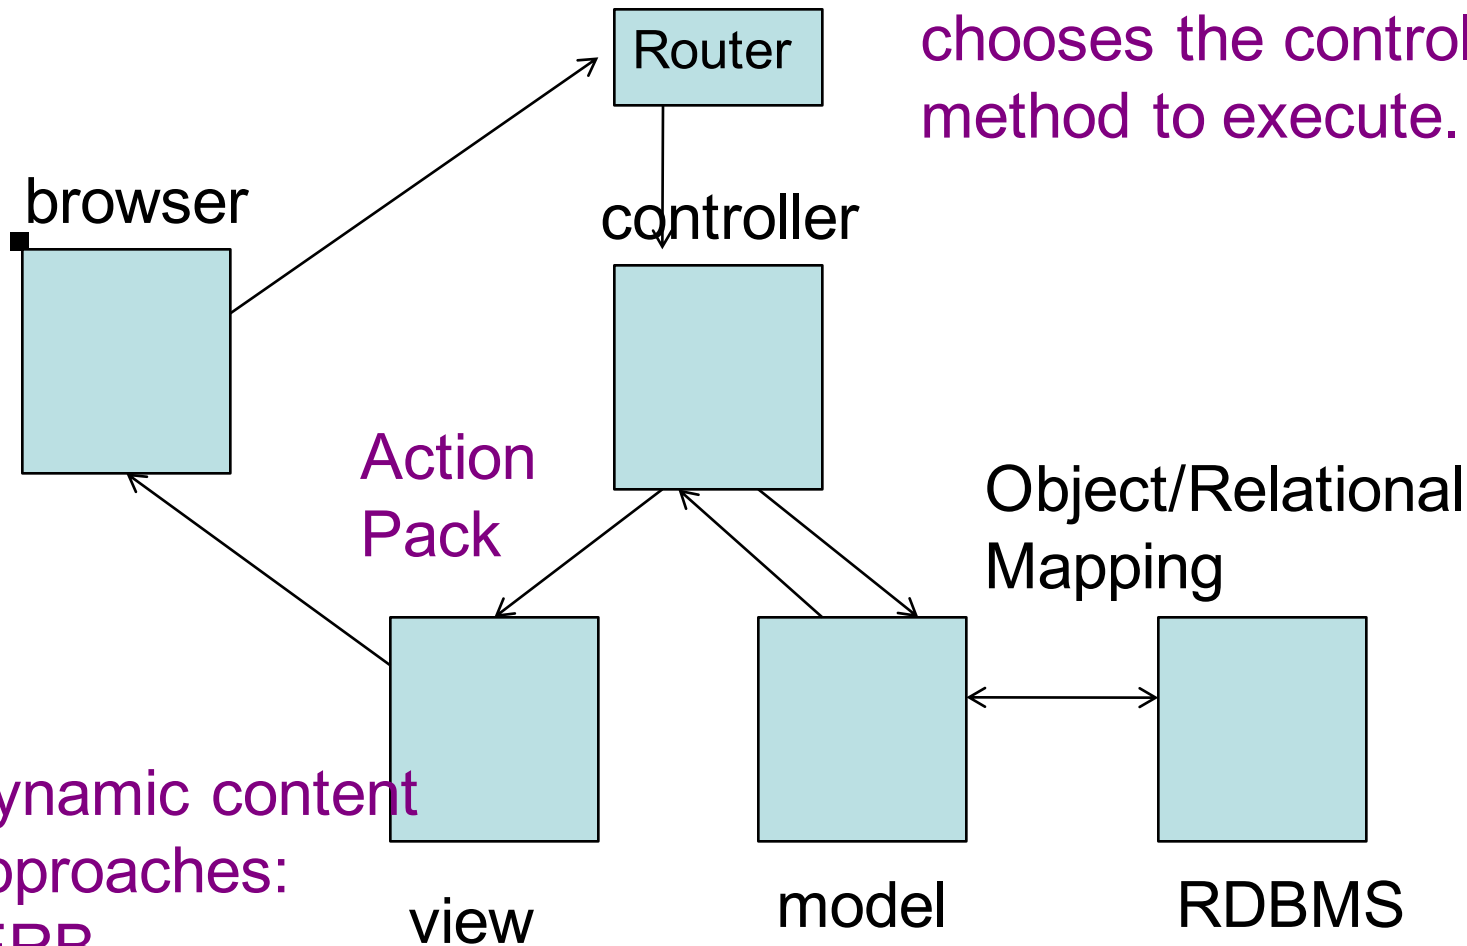 Router
chooses the control
method to execute.
browser
controller
Action
Pack
Object/Relational
Mapping
ynamic content
pproaches:
ERB
view
model
RDBMS